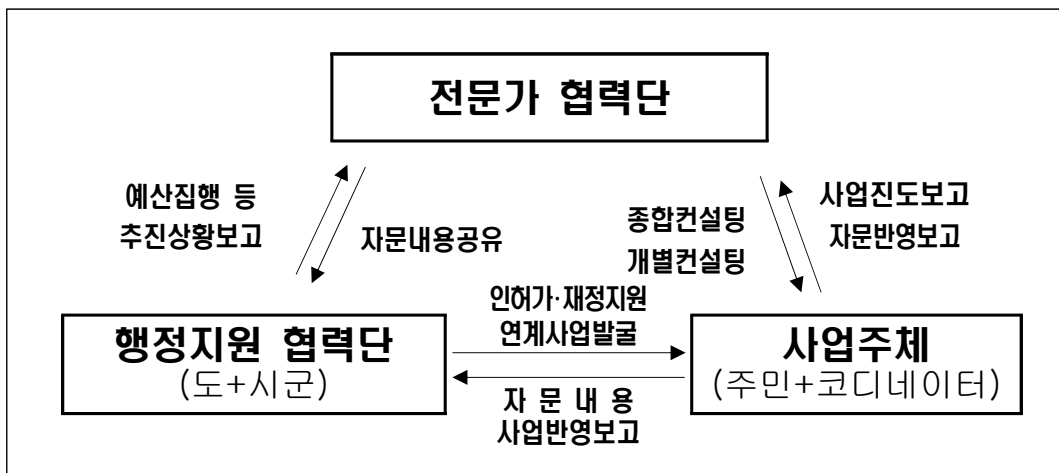 전문가 협력단
예산집행 등
추진상황보고
자문내용공유
종합컨설팅
개별컨설팅
사업진도보고
자문반영보고
인허가·재정지원
연계사업발굴
행정지원 협력단
(도+시군)
사업주체
(주민+코디네이터)
자 문 내 용
사업반영보고